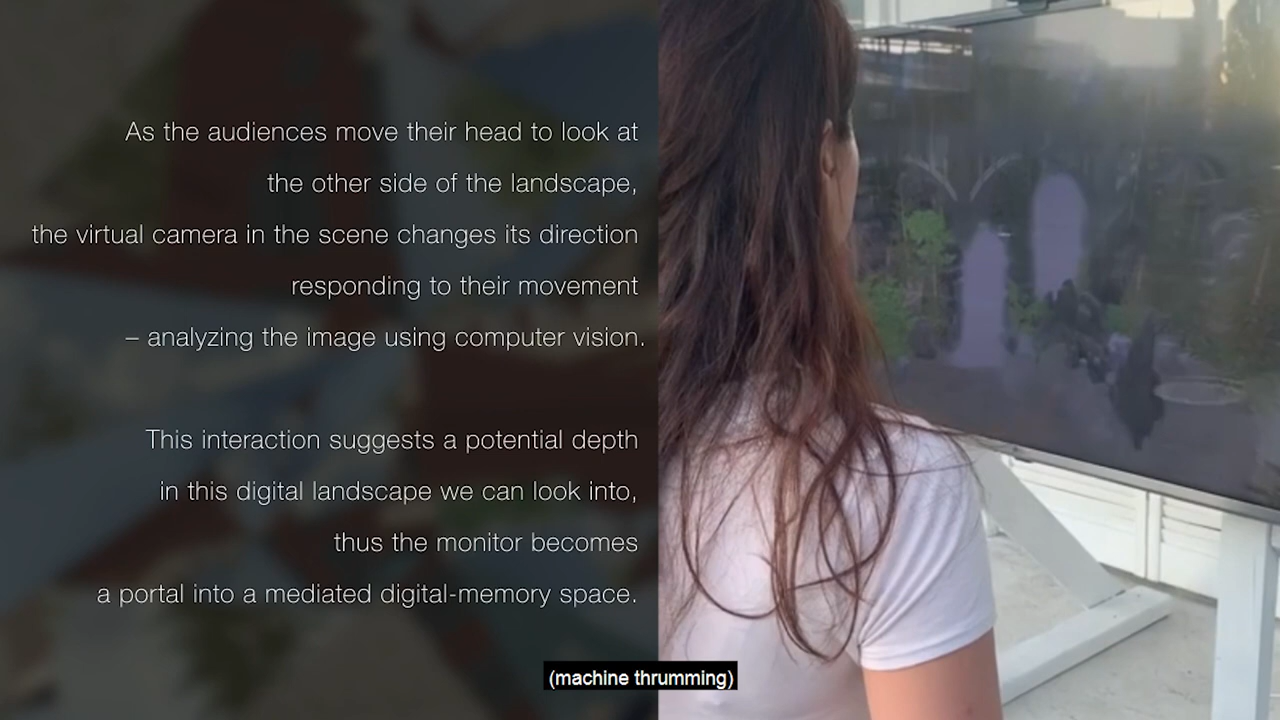 As the audiences move their head to look at
the other side of the landscape,
the virtual camera in the scene changes its direction
responding to their movement
– analyzing the image using computer vision.
This interaction suggests a potential depth
in this digital landscape we can look into,
thus the monitor becomes
a portal into a mediated digital-memory space.
(machine thrumming)